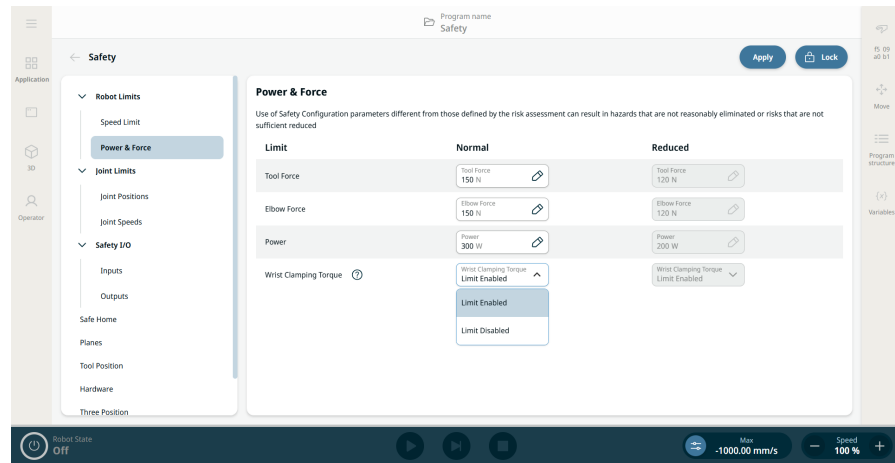 Program name
Safety
Safety
Apply
Lock
f5 09
a0 b1
Application
3D
Operator
Move
Program structure
Variables
Robot Limits
Speed Limit
Power & Force
Joint Limits
Joint Positions
Joint Speeds
Safety I/O
Inputs
Outputs
Safe Home
Planes
Tool Position
Hardware
Three Position
Power & Force
Use of Safety Configuration parameters different from those defined by the risk assessment can result in hazards that are not reasonably eliminated or risks that are not
sufficient reduced
Limit Normal Reduced
Tool Force
Tool Force
150 N
Tool Force
120 N
Elbow Force
Elbow Force
150 N
Elbow Force
120 N
Power
Power
300 W
Power
200 W
Wrist Clamping Torque ?
Wrist Clamping Torque
Limit Enabled
Wrist Clamping Torque
Limit Enabled
Limit Enabled
Limit Disabled
Robot State
Off
Max
-1000.00 mm/s
Speed
100 %